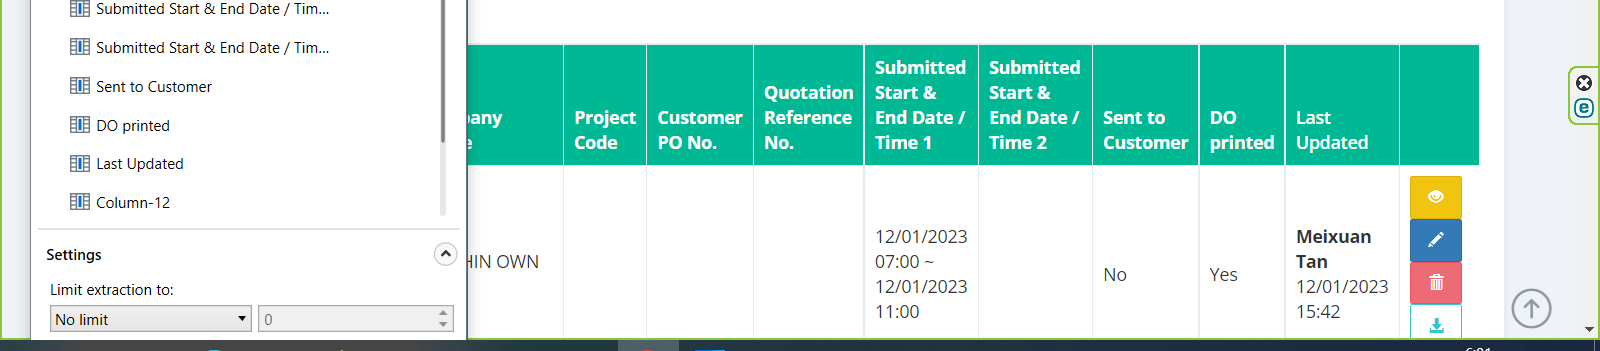 Submitted Start & End Date / Tim...
Submitted Start & End Date / Tim...
Sent to Customer
DO printed
Last Updated
Column-12
Settings
Limit extraction to:
No limit
0
Project
Code
Customer
PO No.
Quotation
Reference
No.
Submitted
Start &
End Date /
Time 1
Submitted
Start &
End Date /
Time 2
Sent to
Customer
DO
printed
Last
Updated
HIN OWN
12/01/2023
07:00 ~
12/01/2023
11:00
No
Yes
Meixuan
Tan
12/01/2023
15:42